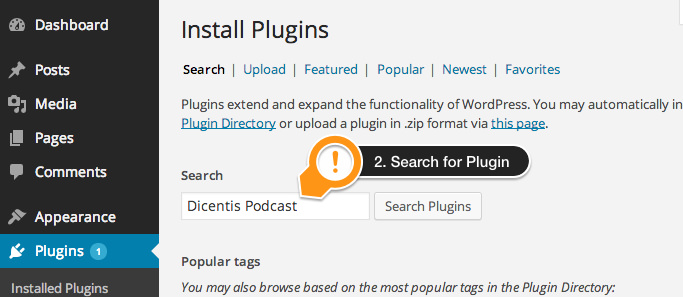 Dashboard
Posts
Media
Pages
Comments
Appearance
Plugins 1
Installed Plugins
Install Plugins
Search | Upload | Featured | Popular | Newest | Favorites
Plugins extend and expand the functionality of WordPress. You may automatically in
Plugin Directory or upload a plugin in .zip format via this page.
! 2. Search for Plugin
Search
Dicentis Podcast Search Plugins
Popular tags
You may also browse based on the most popular tags in the Plugin Directory: